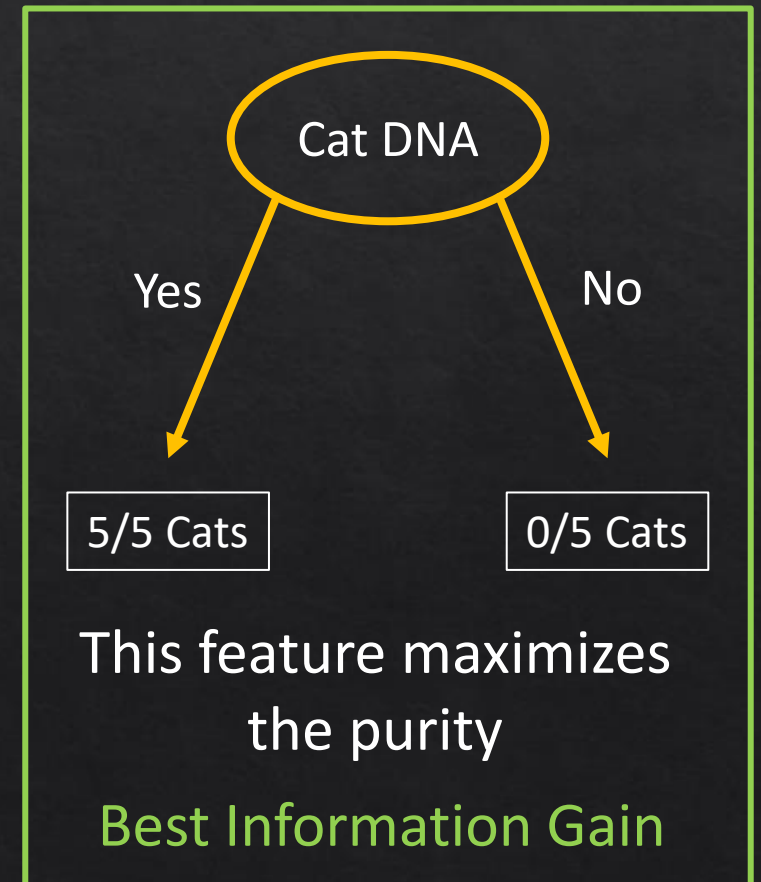 Cat DNA
Yes
No
5/5 Cats
0/5 Cats
This feature maximizes
the purity
Best Information Gain